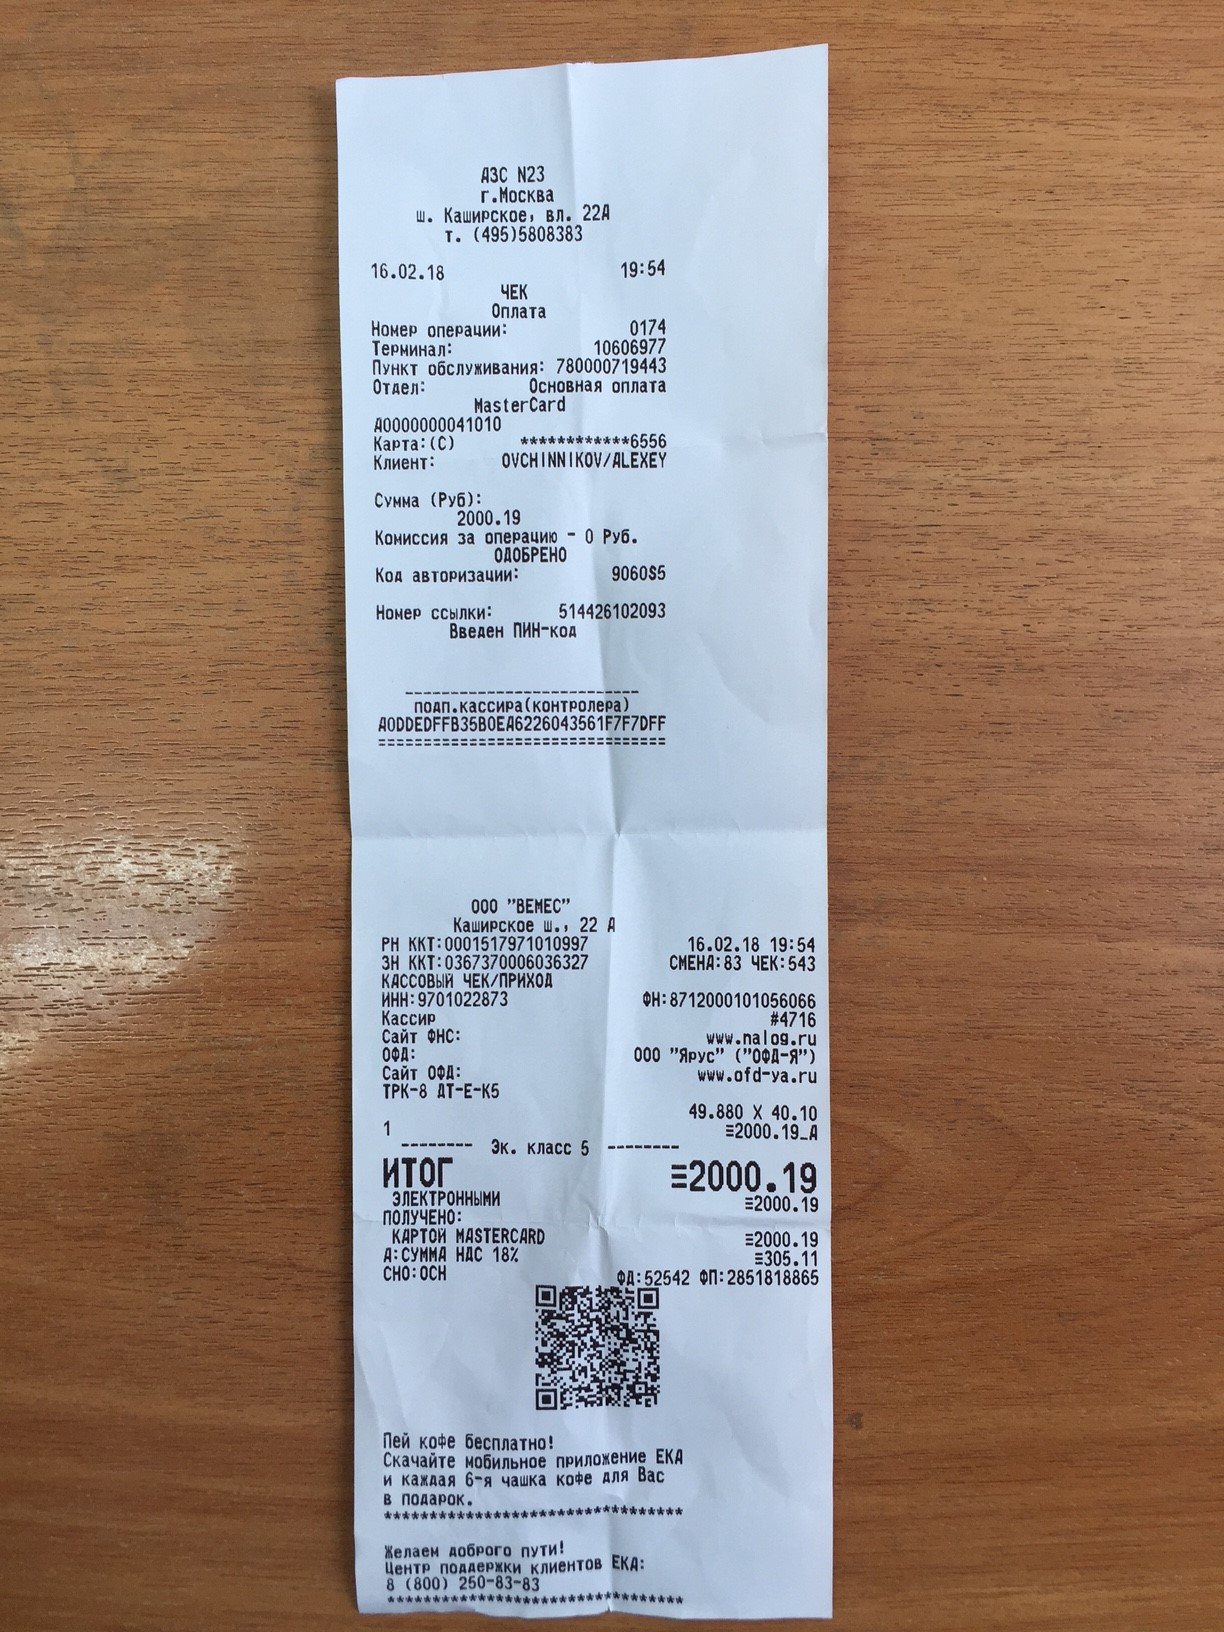 АЗС N23
г.Москва
ш. Каширское, вл. 22А
т. (495)5808383
16.02.18 19:54
ЧЕК
Оплата
Номер операции: 0174
Терминал: 10606977
Пункт обслуживания: 780000719443
Отдел: Основная оплата
MasterCard
A0000000041010
Карта:(C) ************6556
Клиент: OVCHINNIKOV/ALEXEY
Сумма (Руб):
2000.19
Комиссия за операцию - 0 Руб.
ОДОБРЕНО
Код авторизации: 9060S5
Номер ссылки: 514426102093
Введен ПИН-код
подп.кассира(контролера)
A0DDEDFFB35B0EA6226043561F7F7DFF
================================
ООО "ВЕМЕС"
Каширское ш., 22 А
РН ККТ:0001517971010997 16.02.18 19:54
ЗН ККТ:0367370006036327 СМЕНА:83 ЧЕК:543
КАССОВЫЙ ЧЕК/ПРИХОД
ИНН:9701022873 ФН:8712000101056066
Кассир #4716
Сайт ФНС: www.nalog.ru
ОФД: ООО "Ярус" ("ОФД-Я")
Сайт ОФД: www.ofd-ya.ru
ТРК-8 ДТ-Е-К5
49.880 X 40.10
1 ≡2000.19_А
-------- Эк. класс 5 --------
ИТОГ ≡2000.19
ЭЛЕКТРОННЫМИ ≡2000.19
ПОЛУЧЕНО:
КАРТОЙ MASTERCARD ≡2000.19
А:СУММА НДС 18% ≡305.11
СНО:ОСН ФД:52542 ФП:2851818865
Пей кофе бесплатно!
Скачайте мобильное приложение ЕКА
и каждая 6-я чашка кофе для Вас
в подарок.
*********************************
Желаем доброго пути!
Центр поддержки клиентов ЕКА:
8 (800) 250-83-83
*********************************